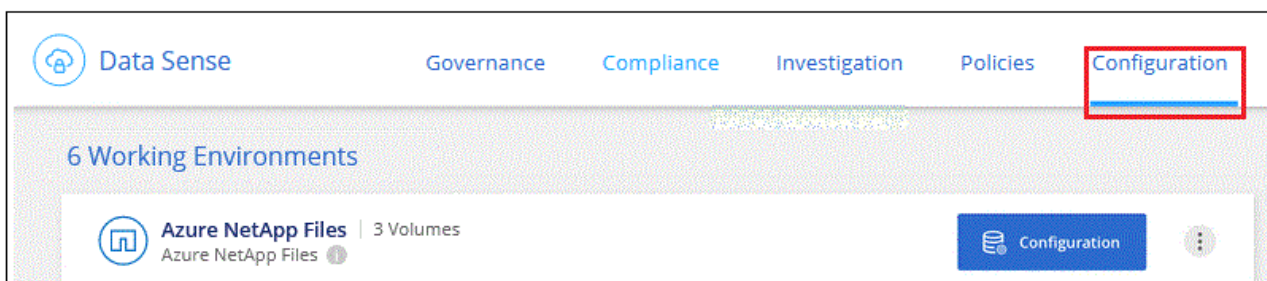 Data Sense Governance Compliance Investigation Policies Configuration
6 Working Environments
Azure NetApp Files | 3 Volumes
Azure NetApp Files
Configuration